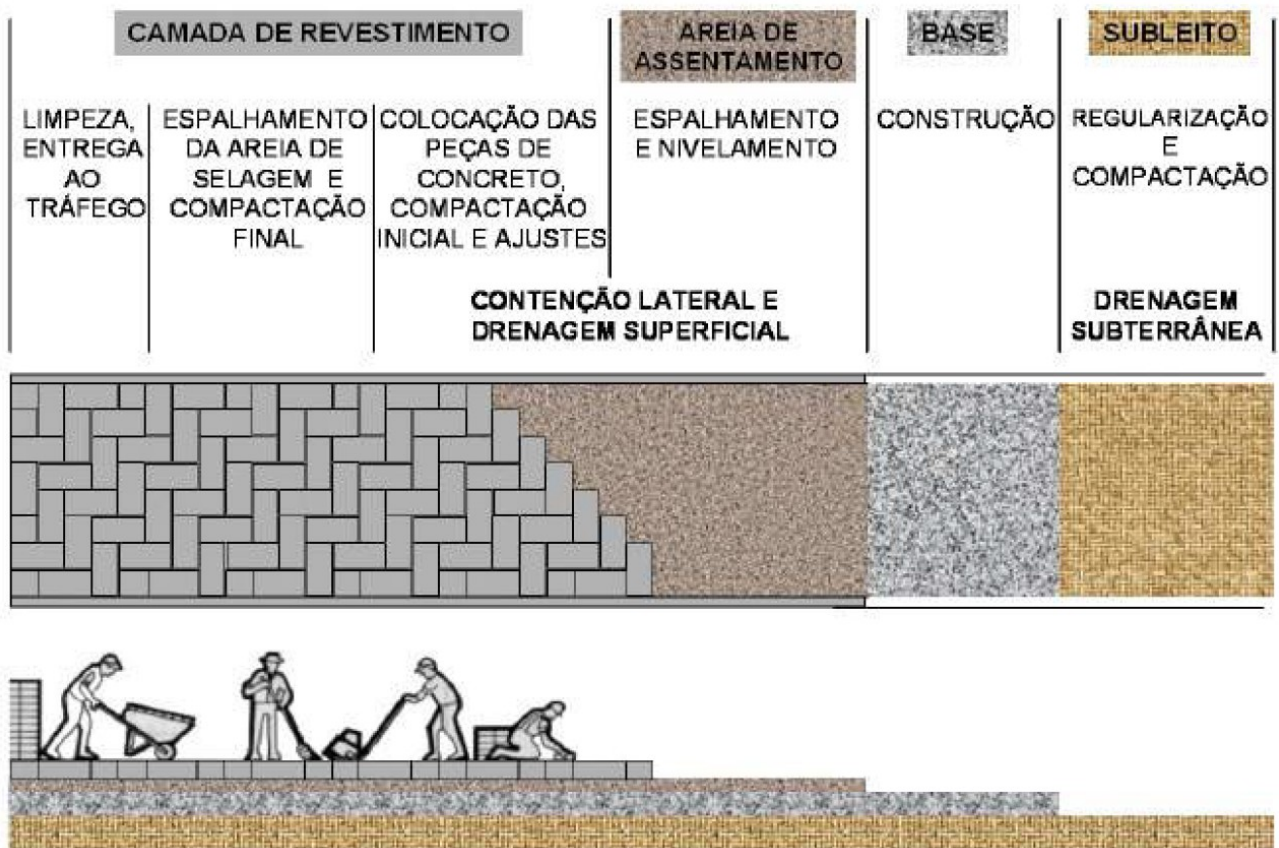 CAMADA DE REVESTIMENTO
AREIA DE
ASSENTAMENTO
BASE
SUBLEITO
LIMPEZA,
ENTREGA
AO
TRÁFEGO
ESPALHAMENTO
DA AREIA DE
SELAGEM E
COMPACTAÇÃO
FINAL
COLOCAÇÃO DAS
PEÇAS DE
CONCRETO,
COMPACTAÇÃO
INICIAL E AJUSTES
ESPALHAMENTO
E NIVELAMENTO
CONSTRUÇÃO
REGULARIZAÇÃO
E
COMPACTAÇÃO
CONTENÇÃO LATERAL E
DRENAGEM SUPERFICIAL
DRENAGEM
SUBTERRÂNEA